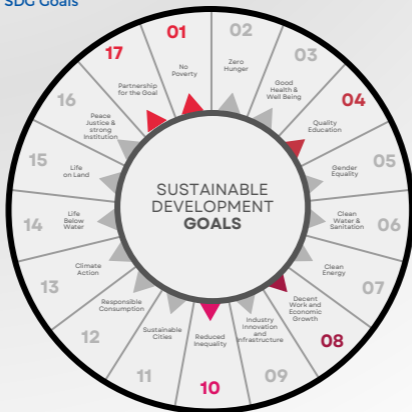 SDG Goals
01
No
Poverty
02
Zero
Hunger
03
Good
Health &
Well Being
04
Quality
Education
05
Gender
Equality
06
Clean
Water &
Sanitation
07
Clean
Energy
08
Decent
Work and
Economic
Growth
09
Industry
Innovation
and
Infrastructure
10
Reduced
Inequality
11
Sustainable
Cities
12
Responsible
Consumption
13
Climate
Action
14
Life
Below
Water
15
Life
on Land
16
Peace
Justice &
strong
Institution
17
Partnership
for the Goal
SUSTAINABLE
DEVELOPMENT
GOALS